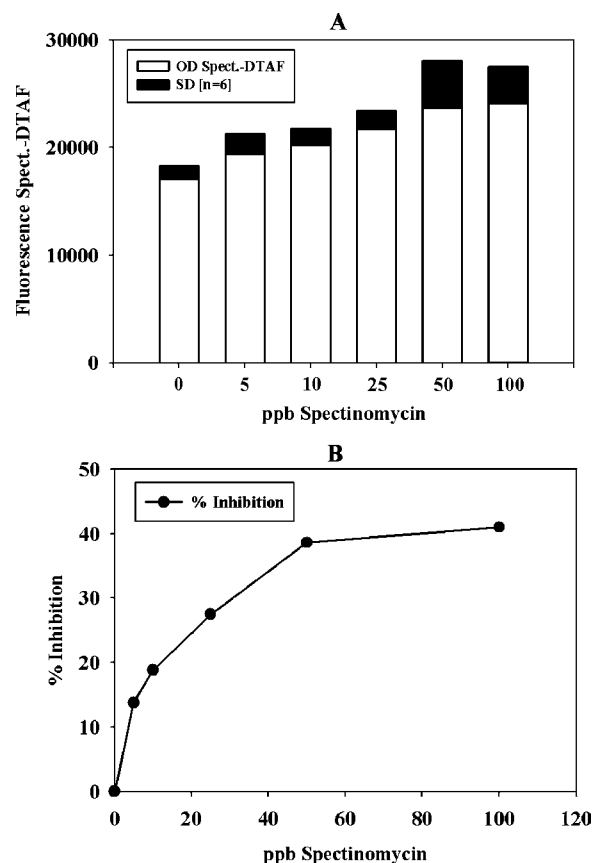 A
30000
OD Spect.-DTAF
SD [n=6]
20000
10000
0
Fluorescence Spect.-DTAF
0 5 10 25 50 100
ppb Spectinomycin
B
50
% Inhibition
40
30
20
10
0
% Inhibition
0 20 40 60 80 100 120
ppb Spectinomycin